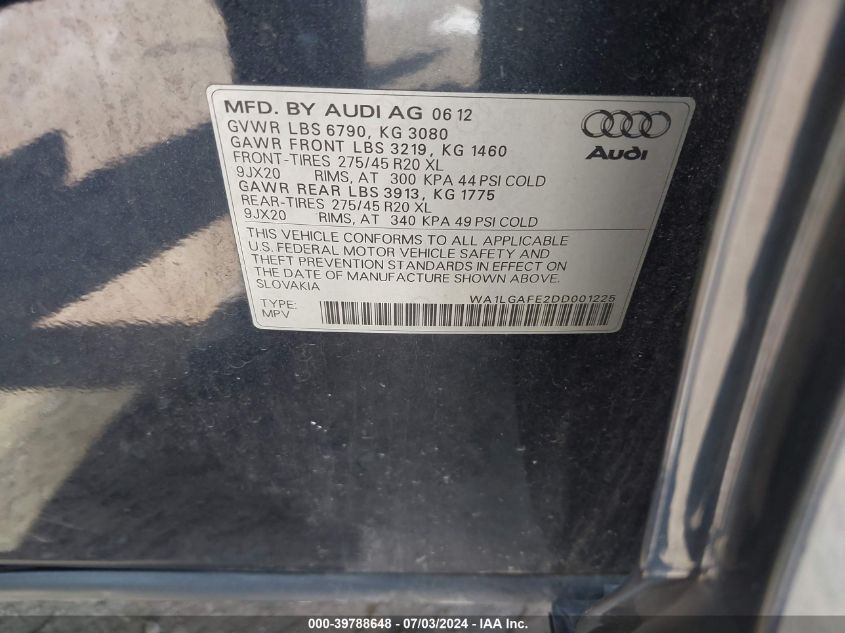 MFD. BY AUDI AG 06 12
GVWR LBS 6790, KG 3080
GAWR FRONT LBS 3219, KG 1460
FRONT-TIRES 275/45 R20 XL
9JX20 RIMS, AT 300 KPA 44 PSI COLD
GAWR REAR LBS 3913, KG 1775
REAR-TIRES 275/45 R20 XL
9JX20 RIMS, AT 340 KPA 49 PSI COLD
Audi
THIS VEHICLE CONFORMS TO ALL APPLICABLE
U.S. FEDERAL MOTOR VEHICLE SAFETY AND
THEFT PREVENTION STANDARDS IN EFFECT ON
THE DATE OF MANUFACTURE SHOWN ABOVE.
SLOVAKIA
WA1LGAFE2DD001225
TYPE:
MPV
000-39788648 - 07/03/2024 - IAA Inc.